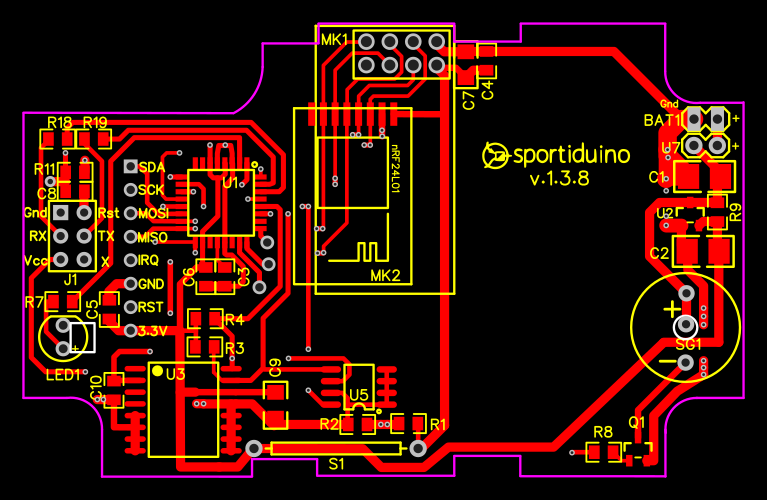 MK1
C7
C4
Gnd
BAT1
+
U7
+
sportiduino
v.1.3.8
R18
R19
SDA
R11
SCK
U1
nRF24L01
C8
C1
Gnd
Rst
MOSI
U2
R9
RX
TX
MISO
Vcc
X
IRQ
C2
J1
GND
C6
C3
MK2
R7
C5
RST
R4
+
3.3V
SG1
R3
LED1
+
U3
C9
C10
U5
R2
R1
Q1
R8
S1